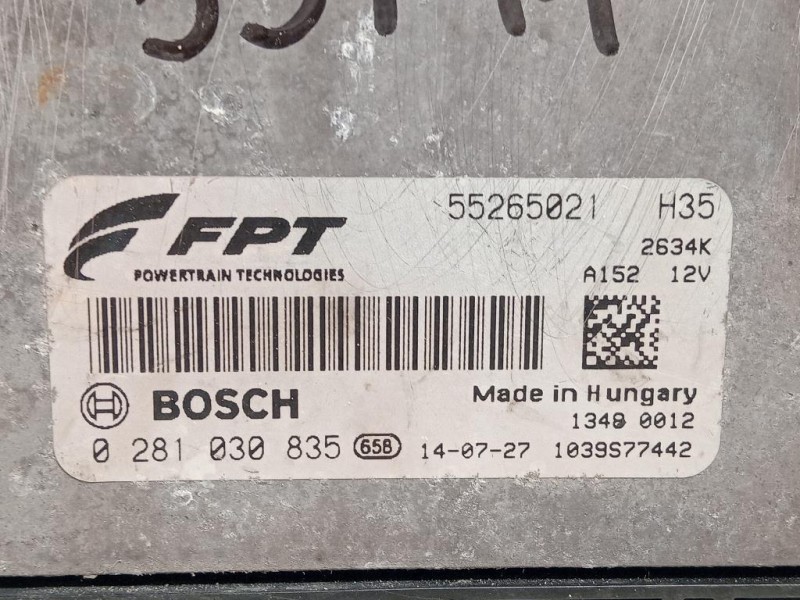 FPT
POWERTRAIN TECHNOLOGIES
55265021 H35
2634K
A152 12V
BOSCH
Made in Hungary
1348 0012
0 281 030 835 65B 14-07-27 1039S77442